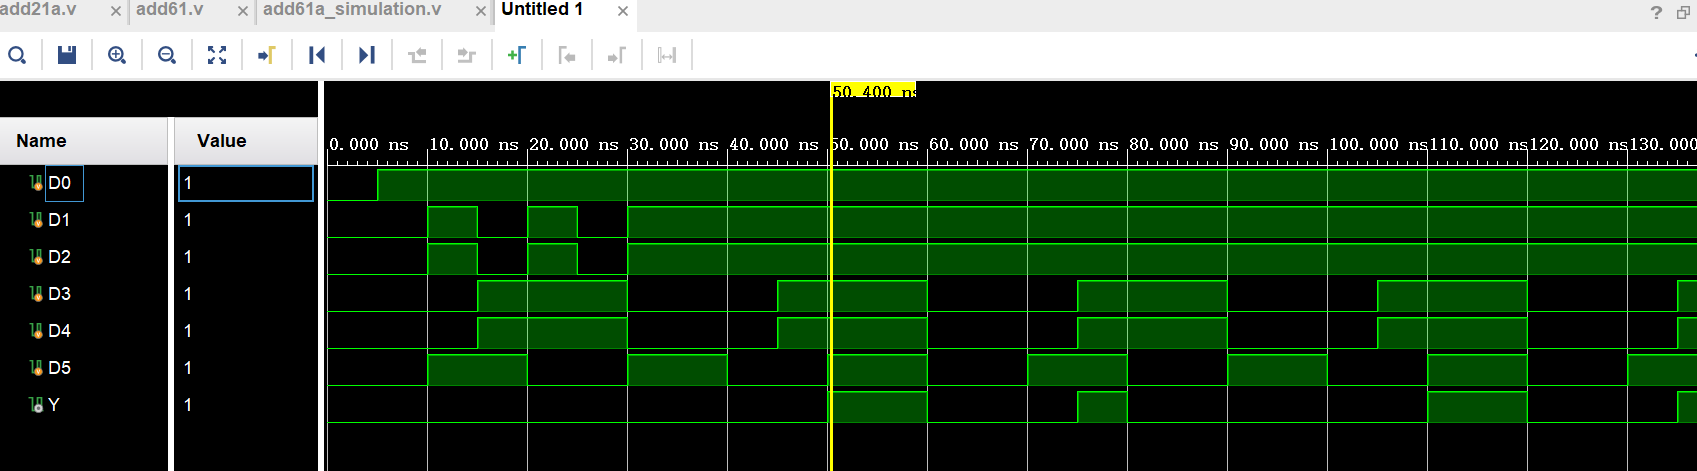 add21a.v × add61.v × add61a_simulation.v × Untitled 1 × ?
50.400 ns
Name Value
0.000 ns 10.000 ns 20.000 ns 30.000 ns 40.000 ns 50.000 ns 60.000 ns 70.000 ns 80.000 ns 90.000 ns 100.000 ns 110.000 ns 120.000 ns 130.000
D0 1
D1 1
D2 1
D3 1
D4 1
D5 1
Y 1